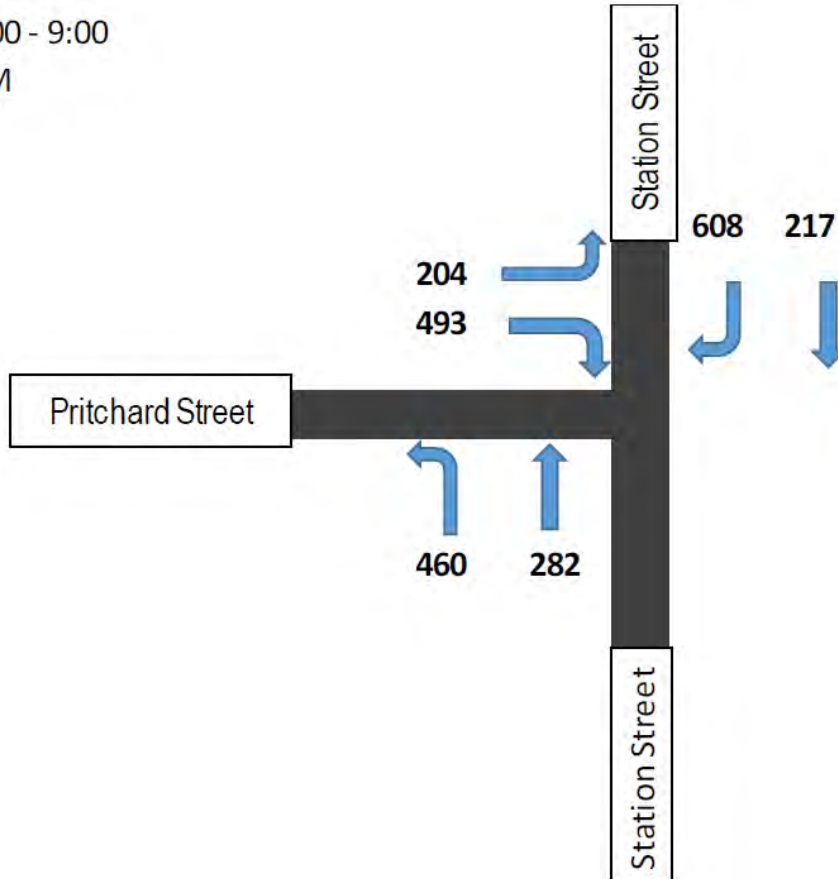 00 - 9:00
M
Station Street
608 217
204
493
Pritchard Street
460 282
Station Street